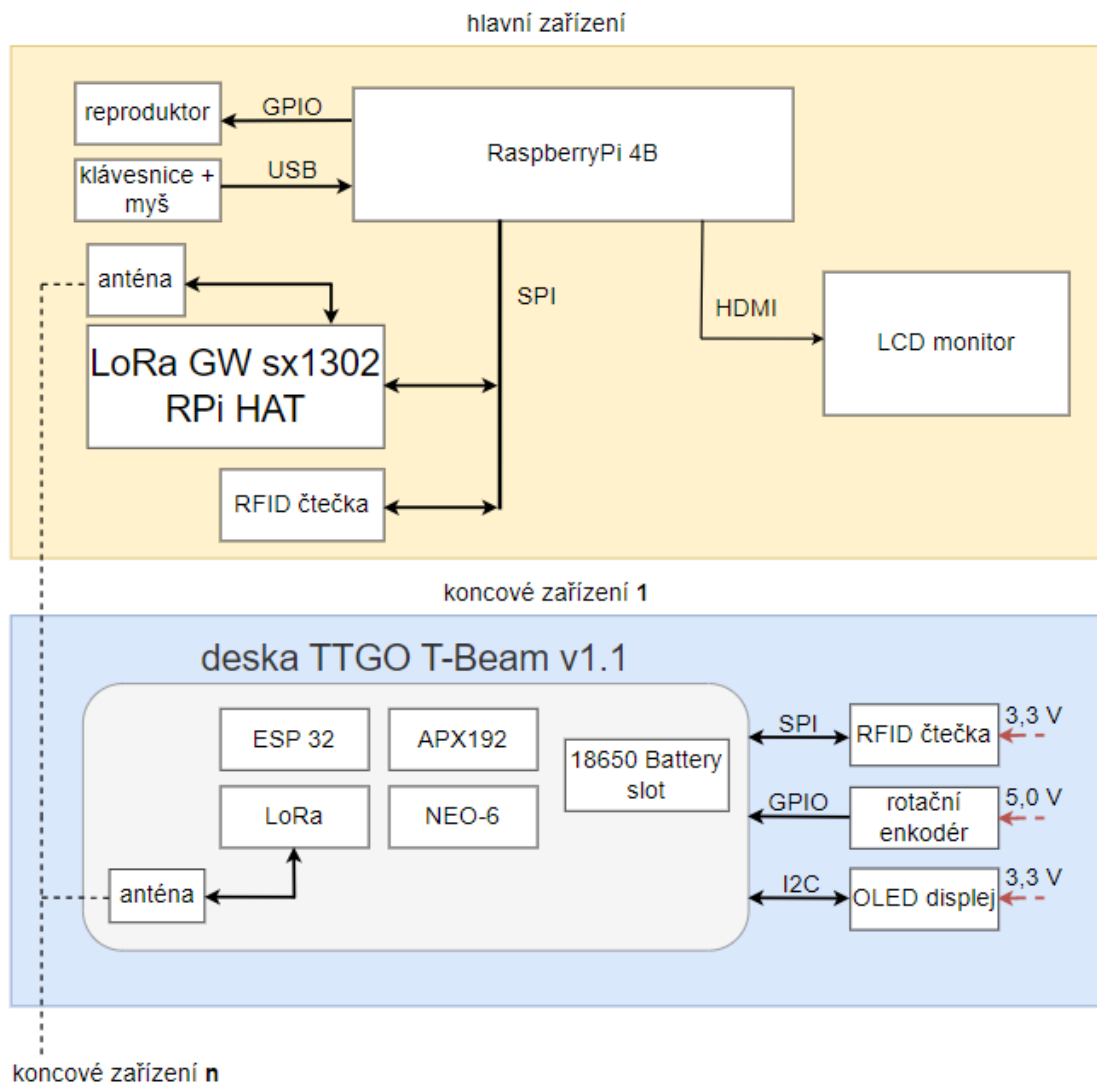 hlavní zařízení
reproduktor
GPIO
RaspberryPi 4B
klávesnice +
myš
USB
anténa
SPI
HDMI
LCD monitor
LoRa GW sx1302
RPi HAT
RFID čtečka
koncové zařízení 1
deska TTGO T-Beam v1.1
ESP 32
APX192
18650 Battery
slot
LoRa
NEO-6
anténa
SPI
RFID čtečka
3,3 V
GPIO
rotační
enkodér
5,0 V
I2C
OLED displej
3,3 V
koncové zařízení n